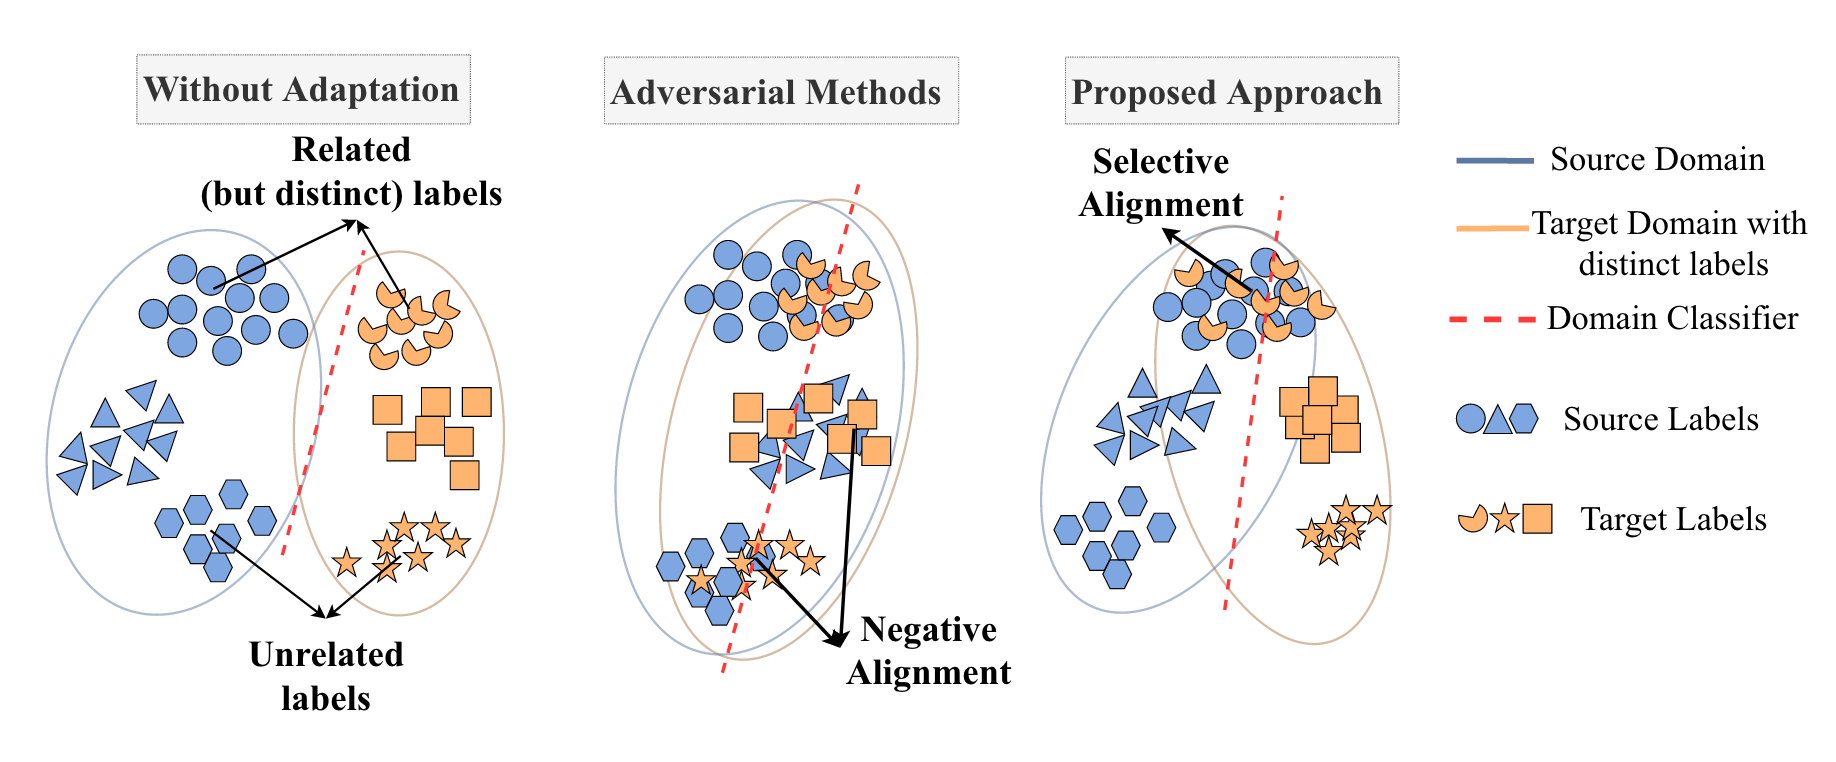 Without Adaptation
Related
(but distinct) labels
Unrelated
labels
Adversarial Methods
Negative
Alignment
Proposed Approach
Selective
Alignment
Source Domain
Target Domain with
distinct labels
Domain Classifier
Source Labels
Target Labels